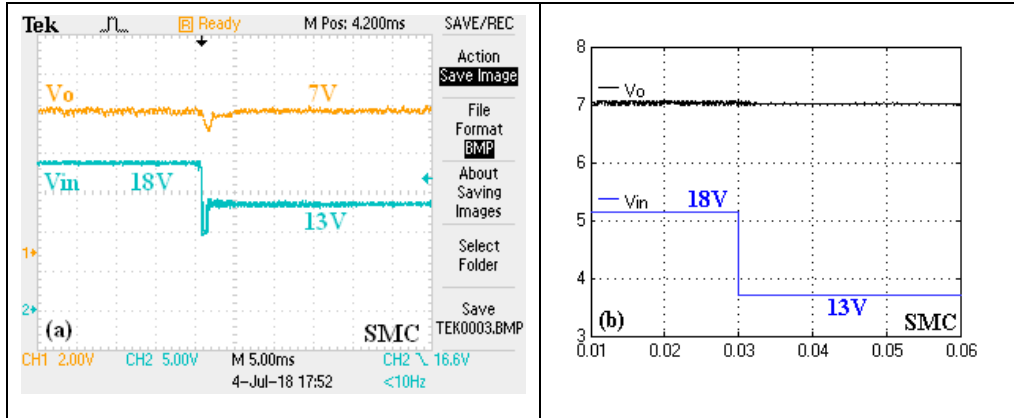 Tek R Ready M Pos: 4.200ms SAVE/REC
Action
Save Image
File
Format
BMP
About
Saving
Images
Select
Folder
Save
TEK0003.BMP
Vo 7V
Vin 18V
13V
1
2
(a) SMC
CH1 2.00V CH2 5.00V M 5.00ms CH2 16.6V
4-Jul-18 17:52 <10Hz
8
Vo
7
6
Vin 18V
5
4
13V
3 (b) SMC
0.01 0.02 0.03 0.04 0.05 0.06